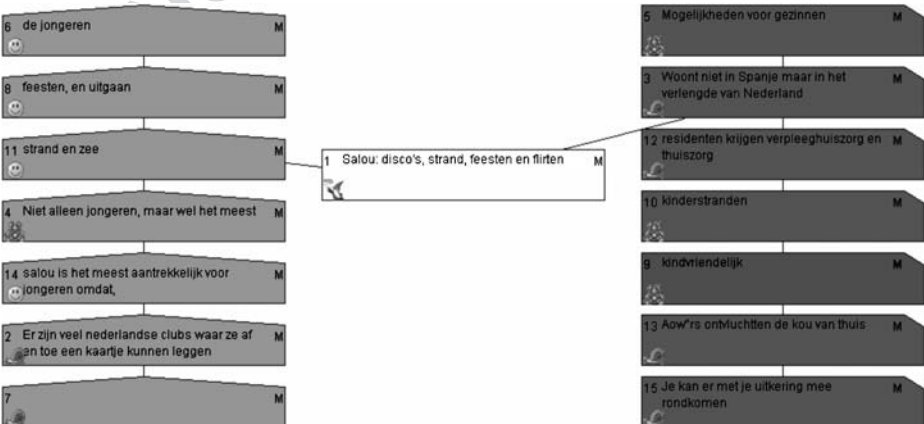 6 de jongeren M
8 feesten, en uitgaan M
11 strand en zee M
4 Niet alleen jongeren, maar wel het meest M
14 salou is het meest aantrekkelijk voor M
jongeren omdat,
2 Er zijn veel nederlandse clubs waar ze af M
en toe een kaartje kunnen leggen
7 M
1 Salou: disco's, strand, feesten en flirten M
5 Mogelijkheden voor gezinnen M
3 Woont niet in Spanje maar in het M
verlengde van Nederland
12 residenten krijgen verpleeghuiszorg en M
thuiszorg
10 kinderstranden M
9 kindvriendelijk M
13 Aow"rs ontvluchtten de kou van thuis M
15 Je kan er met je uitkering mee M
rondkomen